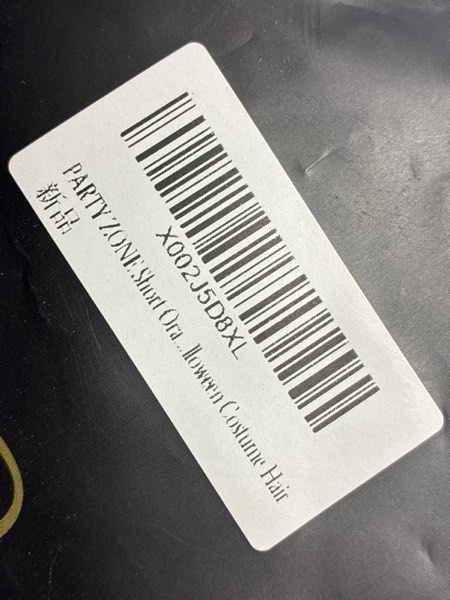 X002J5D8XL
PARTY ZONE Short Ora...lloween Costume Hair
新品